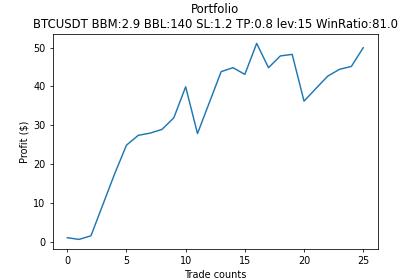 Portfolio
BTCUSDT BBM:2.9 BBL:140 SL:1.2 TP:0.8 lev:15 WinRatio:81.0
50
40
30
20
10
0
Profit ($)
0 5 10 15 20 25
Trade counts